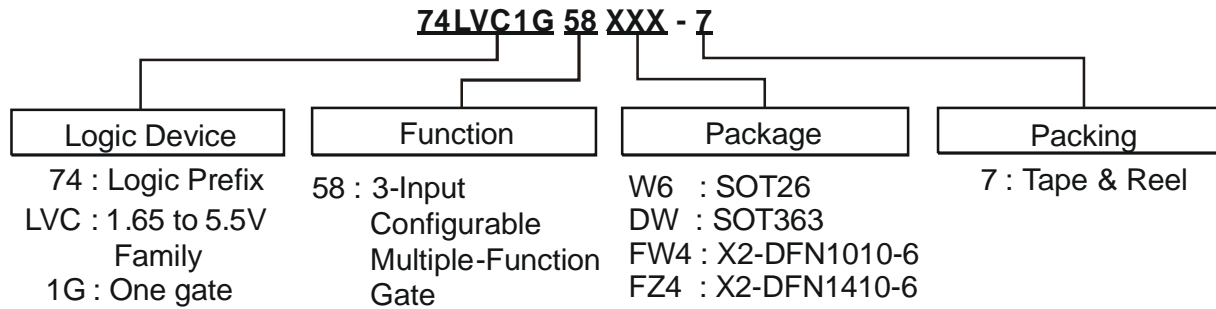 74LVC1G 58 XXX - 7
Logic Device
74 : Logic Prefix
LVC : 1.65 to 5.5V
Family
1G : One gate
Function
58 : 3-Input
Configurable
Multiple-Function
Gate
Package
W6 : SOT26
DW : SOT363
FW4 : X2-DFN1010-6
FZ4 : X2-DFN1410-6
Packing
7 : Tape & Reel